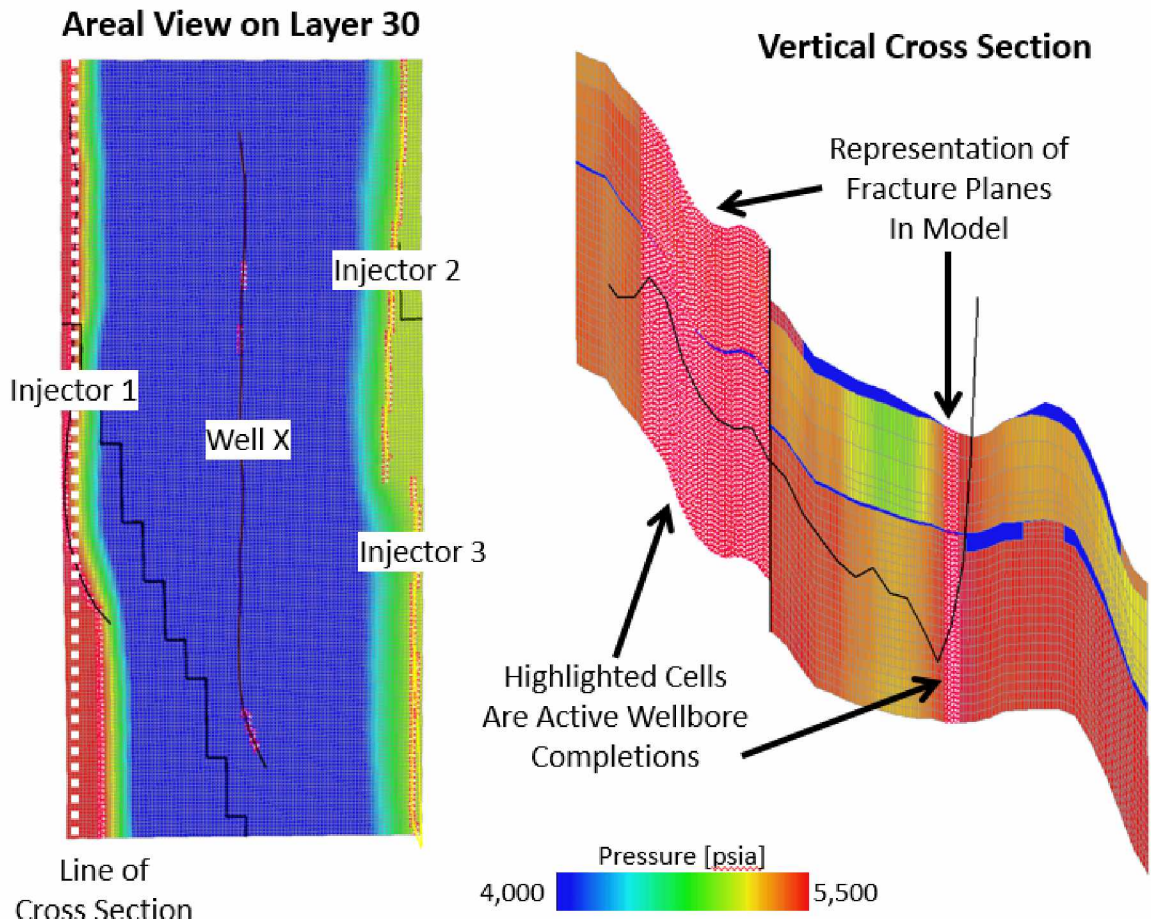 Areal View on Layer 30
Injector 2
Injector 1
Well X
Injector 3
Line of
Cross Section
Vertical Cross Section
Representation of
Fracture Planes
In Model
Highlighted Cells
Are Active Wellbore
Completions
Pressure [psia]
4,000 5,500